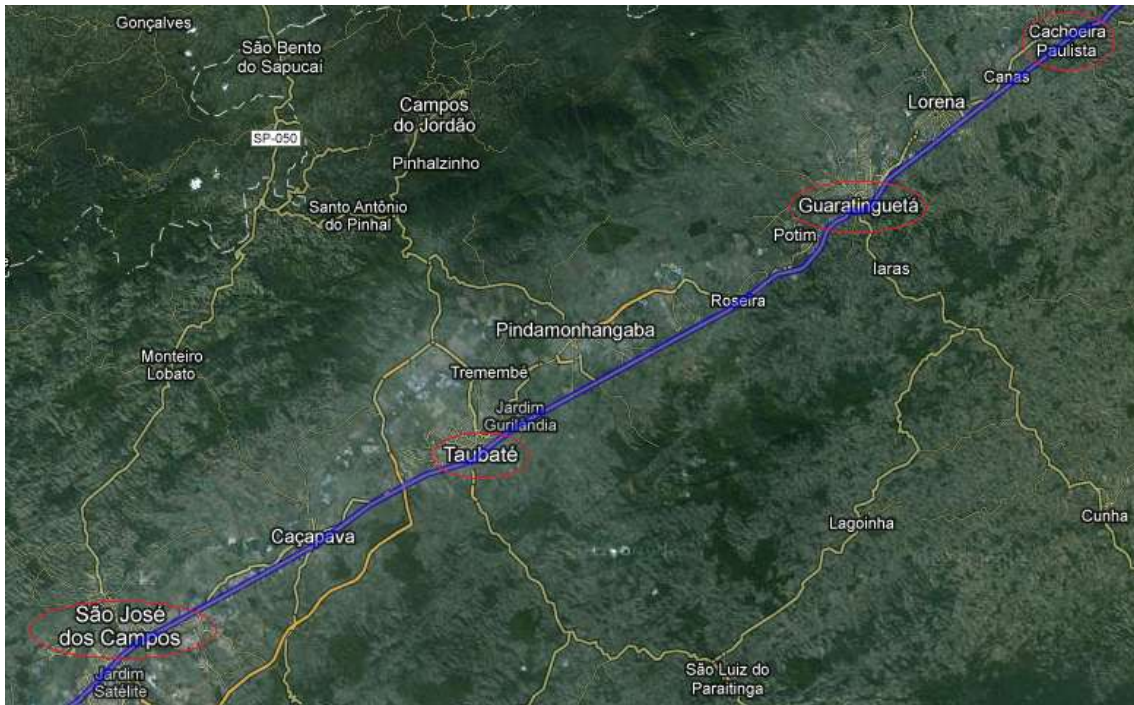 Gonçalves
São Bento
do Sapucaí
Cachoeira
Paulista
Canas
Campos
do Jordão
Lorena
SP-050
Pinhalzinho
Santo Antônio
do Pinhal
Guaratinguetá
Potim
Iaras
Roseira
Pindamonhangaba
Monteiro
Lobato
Tremembé
Jardim
Gurilândia
Taubaté
Lagoinha
Cunha
Caçapava
São José
dos Campos
Jardim
Satélite
São Luiz do
Paraitinga